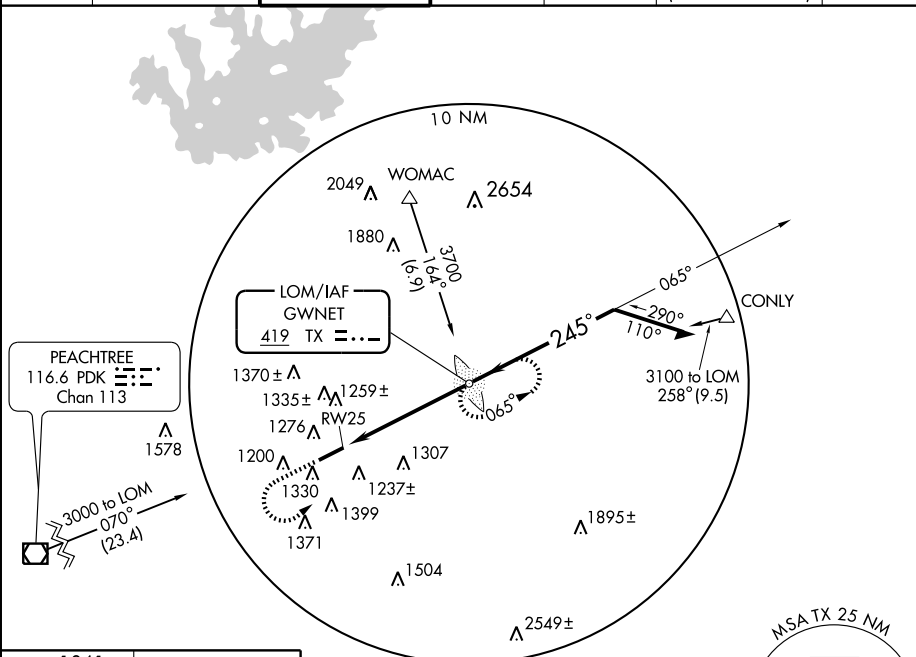 10 NM
2049
WOMAC
2654
1880
3700
164°
(6.9)
065°
LOM/IAF
GWNET
419 TX
CONLY
290°
110°
245°
3100 to LOM
258° (9.5)
PEACHTREE
116.6 PDK
Chan 113
1370±
1335±
1259±
065°
1276
RW25
1578
1200
1307
1330
1237±
1399
1371
3000 to LOM
070°
(23.4)
1895±
1504
2549±
MSA TX 25 NM